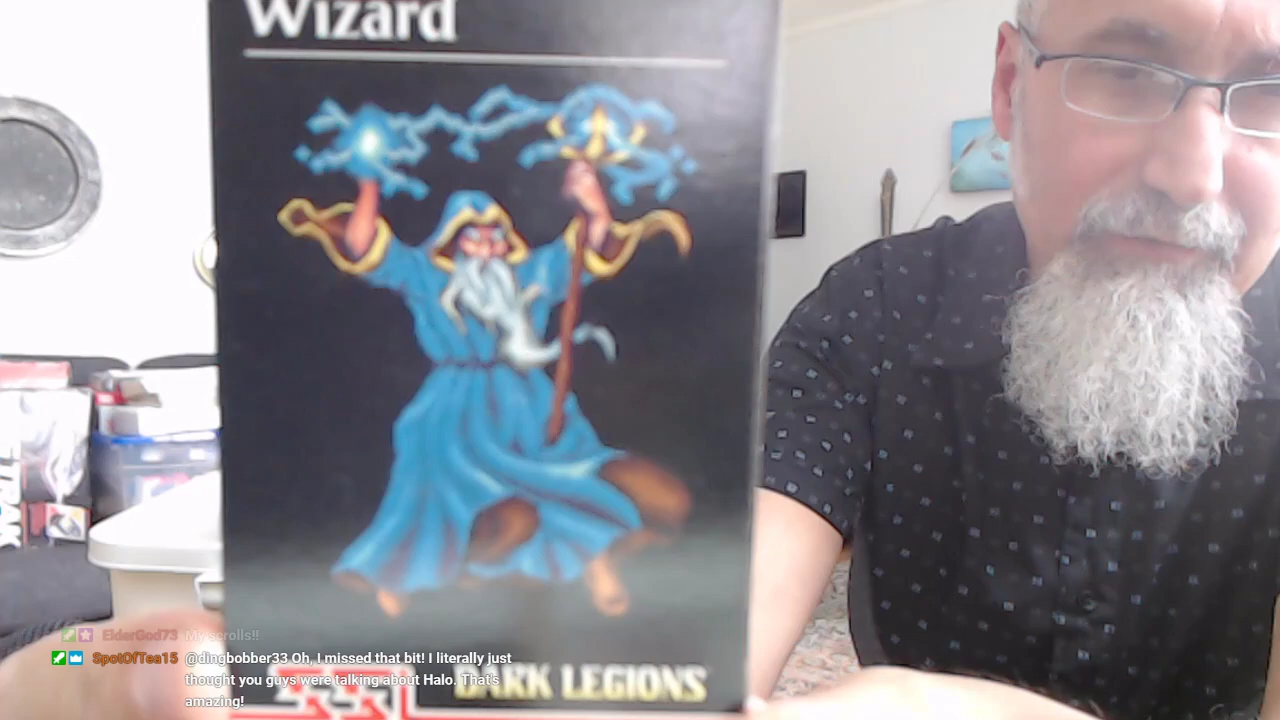 Wizard
ElderGod73 My scrolls!!
SpotOfTea15 @dingbobber33 Oh, I missed that bit! I literally just
thought you guys were talking about Halo. That's
amazing!
DARK LEGIONS